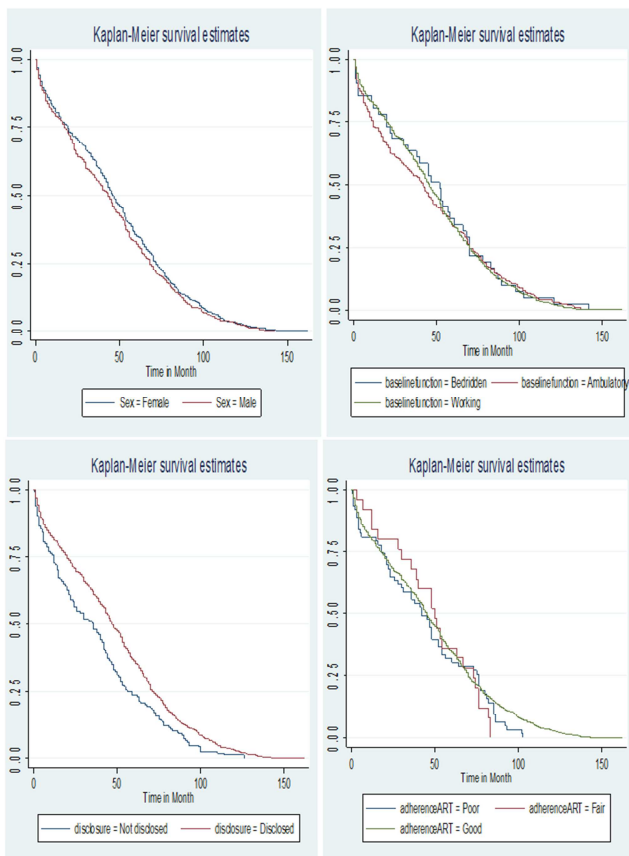 Kaplan-Meier survival estimates
1.00
0.75
0.50
0.25
0.00
0 50 100 150
Time in Month
Sex = Female Sex = Male
Kaplan-Meier survival estimates
1.00
0.75
0.50
0.25
0.00
0 50 100 150
Time in Month
baselinefunction = Bedridden baselinefunction = Ambulatory
baselinefunction = Working
Kaplan-Meier survival estimates
1.00
0.75
0.50
0.25
0.00
0 50 100 150
Time in Month
disclosure = Not disclosed disclosure = Disclosed
Kaplan-Meier survival estimates
1.00
0.75
0.50
0.25
0.00
0 50 100 150
Time in Month
adherenceART = Poor adherenceART = Fair
adherenceART = Good